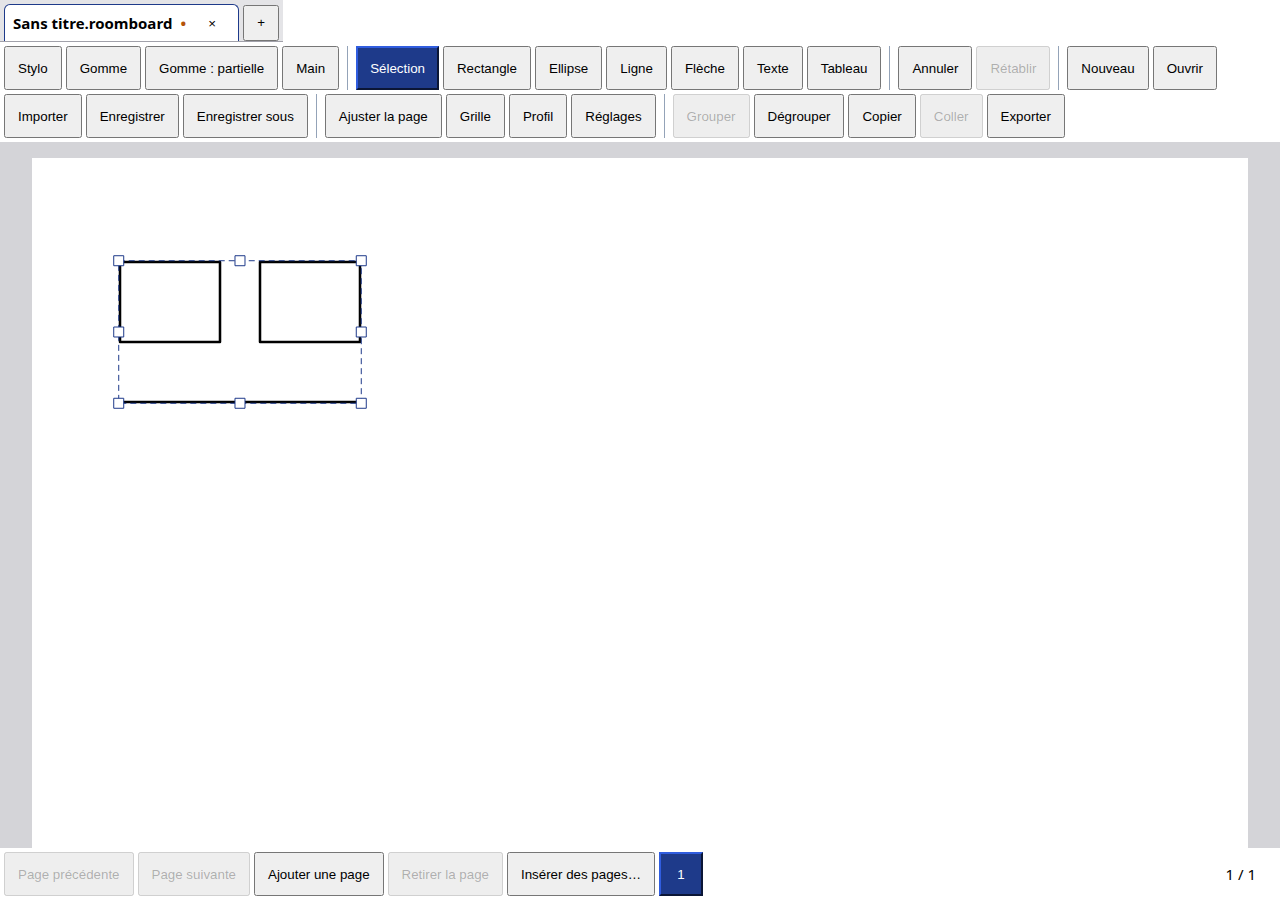 Sans titre.roomboard • × +
Stylo Gomme Gomme : partielle Main Sélection Rectangle Ellipse Ligne Flèche Texte Tableau Annuler Rétablir Nouveau Ouvrir
Importer Enregistrer Enregistrer sous Ajuster la page Grille Profil Réglages Grouper Dégrouper Copier Coller Exporter
Page précédente Page suivante Ajouter une page Retirer la page Insérer des pages… 1 1 / 1